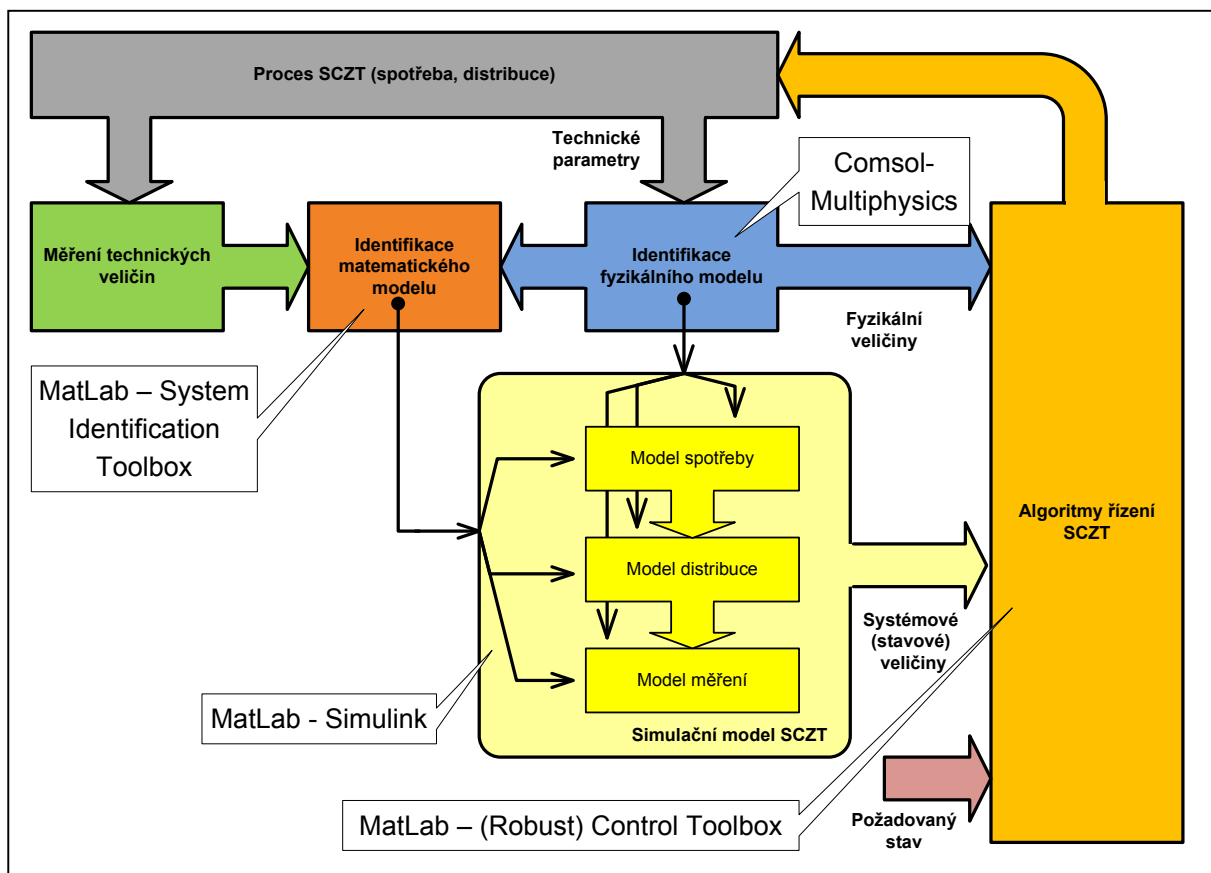 Proces SCZT (spotřeba, distribuce)
Technické
parametry
Comsol-
Multiphysics
Měření technických
veličin
Identifikace
matematického
modelu
Identifikace
fyzikálního modelu
Fyzikální
veličiny
MatLab – System
Identification
Toolbox
Model spotřeby
Algoritmy řízení
SCZT
Model distribuce
Systémové
(stavové)
veličiny
Model měření
MatLab - Simulink
Simulační model SCZT
MatLab – (Robust) Control Toolbox
Požadovaný
stav